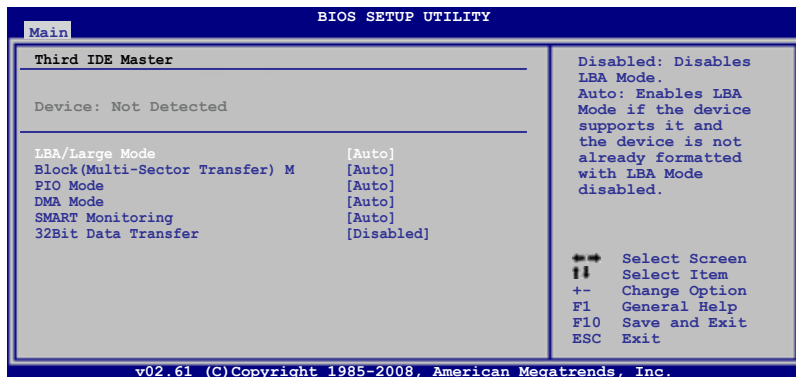 BIOS SETUP UTILITY
Main
Third IDE Master
Device: Not Detected
LBA/Large Mode [Auto]
Block(Multi-Sector Transfer) M [Auto]
PIO Mode [Auto]
DMA Mode [Auto]
SMART Monitoring [Auto]
32Bit Data Transfer [Disabled]
Disabled: Disables
LBA Mode.
Auto: Enables LBA
Mode if the device
supports it and
the device is not
already formatted
with LBA Mode
disabled.
←→ Select Screen
↑↓ Select Item
+- Change Option
F1 General Help
F10 Save and Exit
ESC Exit
v02.61 (C)Copyright 1985-2008, American Megatrends, Inc.